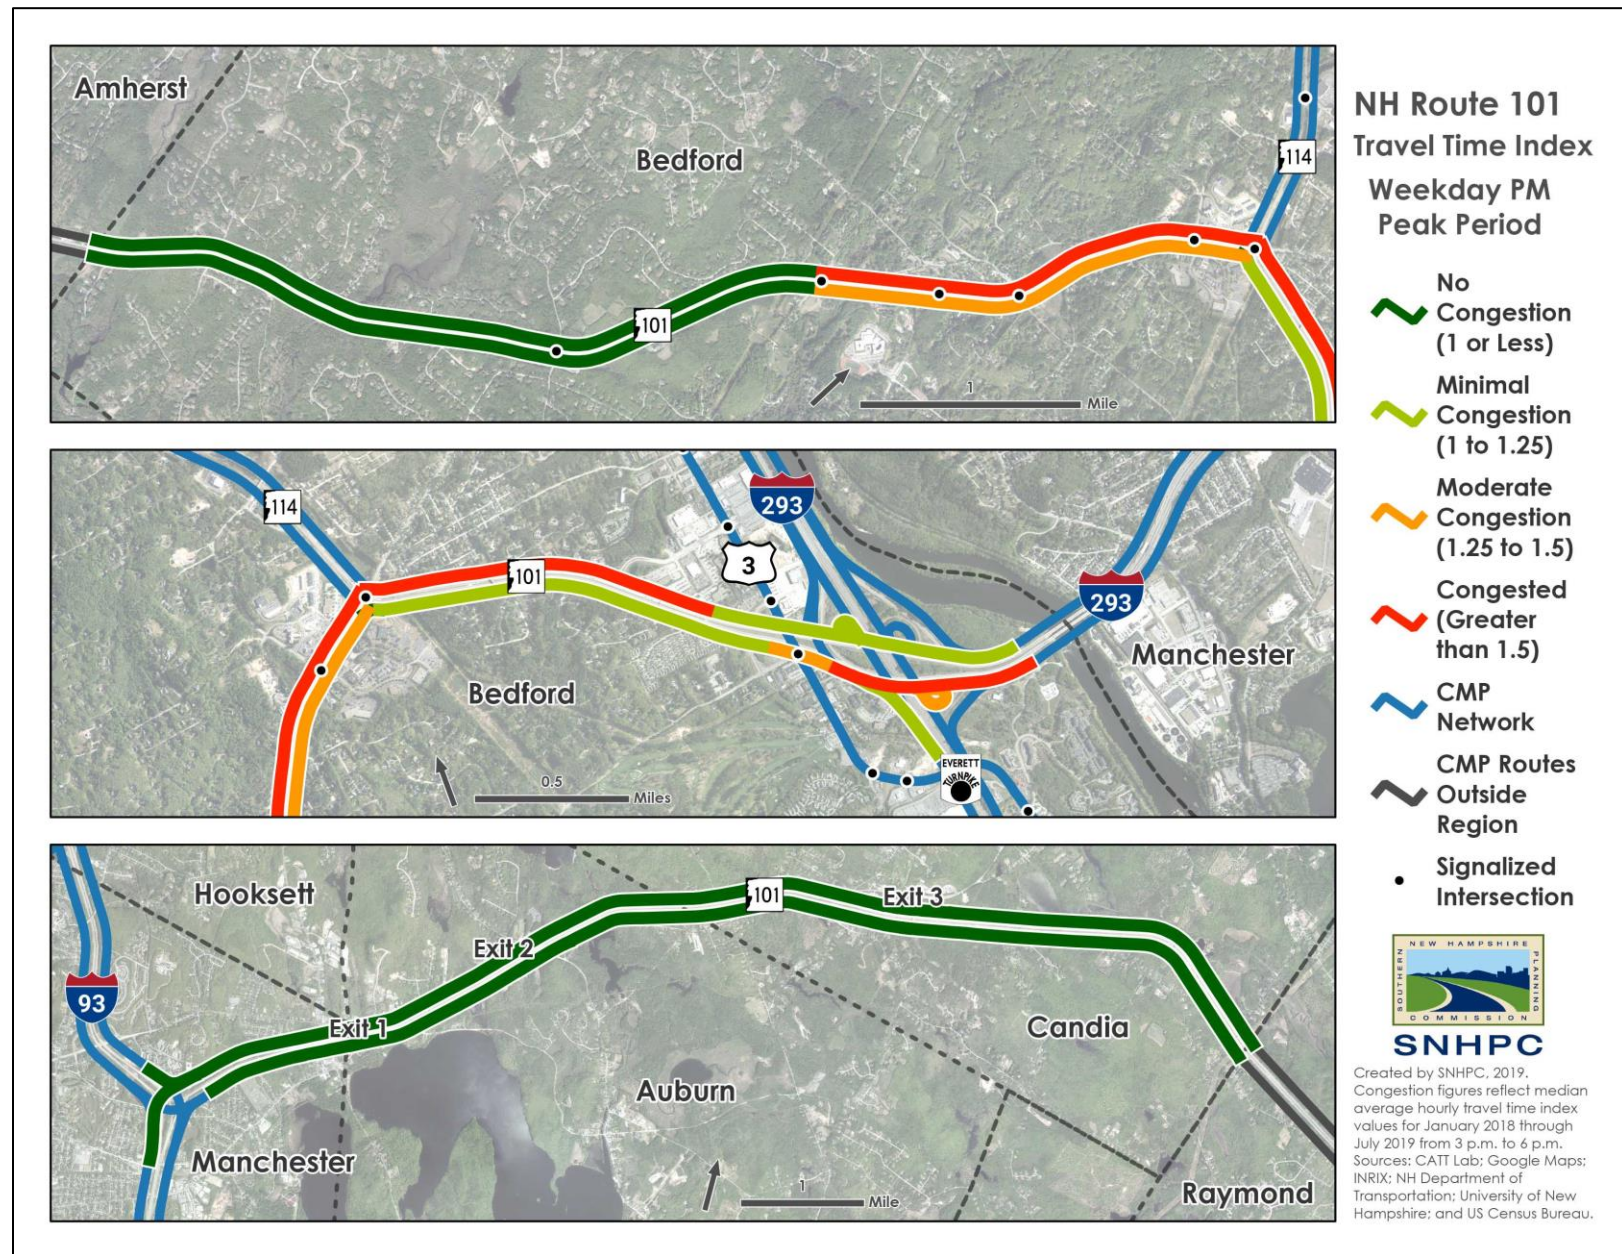 Amherst
Bedford
114
101
1
Mile
114
101
293
3
293
Manchester
Bedford
0.5
Miles
EVERETT
TURNPIKE
Hooksett
101
Exit 3
Exit 2
93
Exit 1
Candia
Auburn
Manchester
1
Mile
Raymond
NH Route 101
Travel Time Index
Weekday PM
Peak Period
No
Congestion
(1 or Less)
Minimal
Congestion
(1 to 1.25)
Moderate
Congestion
(1.25 to 1.5)
Congested
(Greater
than 1.5)
CMP
Network
CMP Routes
Outside
Region
Signalized
Intersection
NEW HAMPSHIRE
SOUTHERN
PLANNING
COMMISSION
SNHPC
Created by SNHPC, 2019.
Congestion figures reflect median
average hourly travel time index
values for January 2018 through
July 2019 from 3 p.m. to 6 p.m.
Sources: CATT Lab; Google Maps;
INRIX; NH Department of
Transportation; University of New
Hampshire; and US Census Bureau.